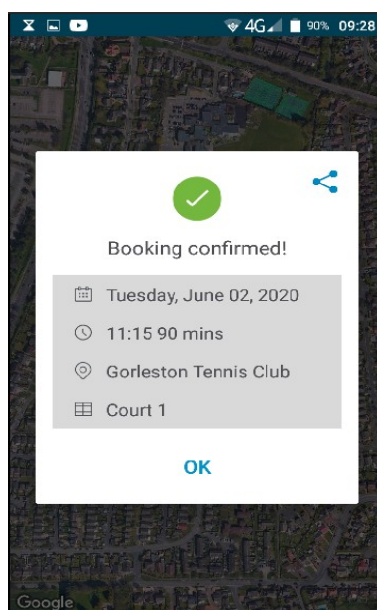 4G 90% 09:28
Booking confirmed!
Tuesday, June 02, 2020
11:15 90 mins
Gorleston Tennis Club
Court 1
OK
Google